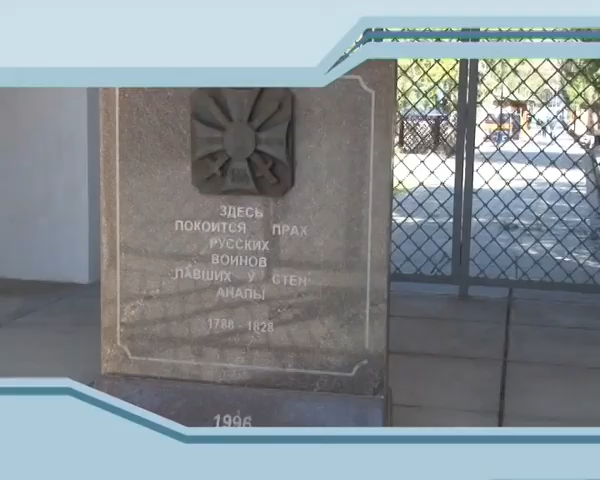 ЗДЕСЬ
ПОКОИТСЯ ПРАХ
РУССКИХ
ВОИНОВ
ПАВШИХ У СТЕН
АНАПЫ
1788 - 1828
1996